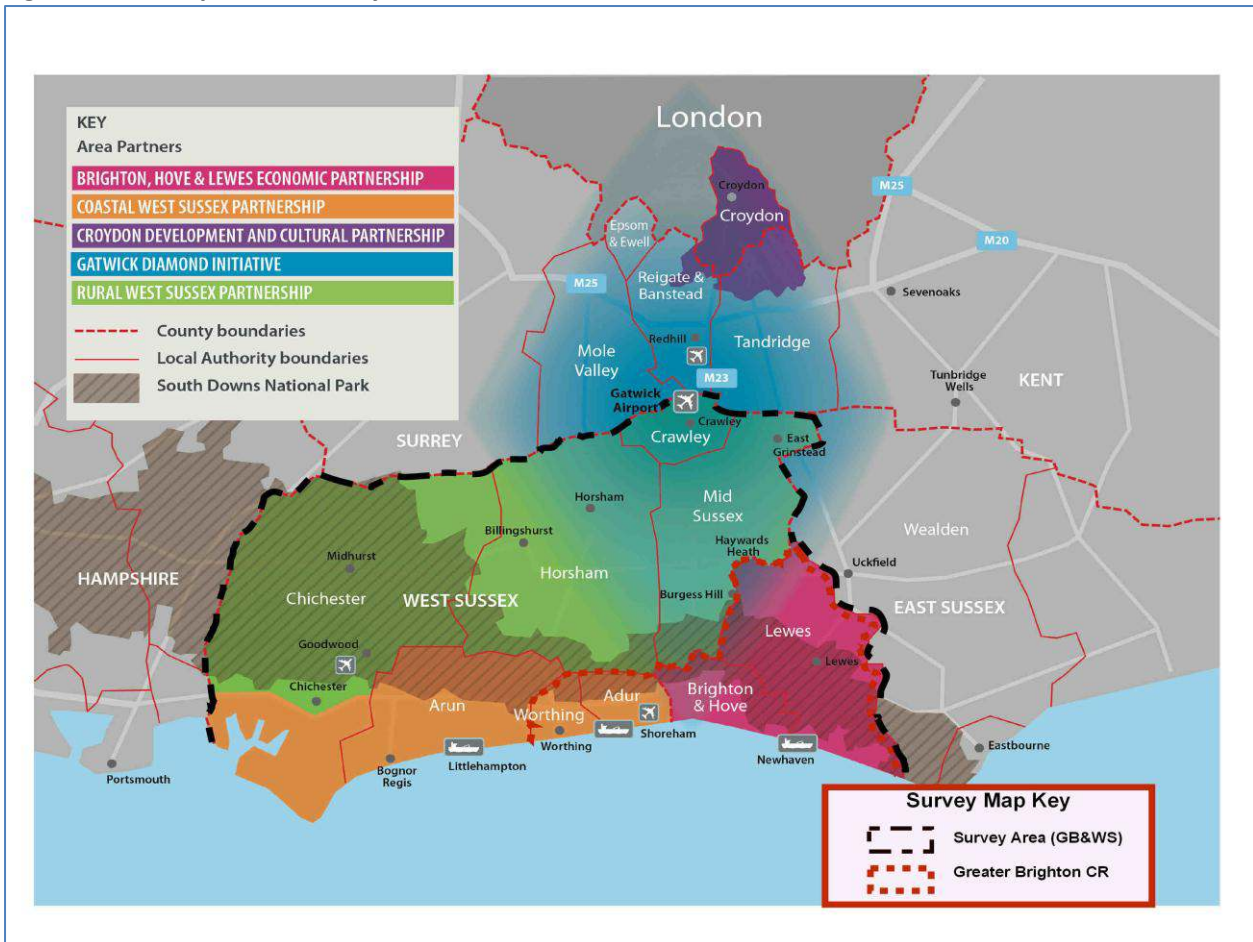 KEY
Area Partners
BRIGHTON, HOVE & LEWES ECONOMIC PARTNERSHIP
COASTAL WEST SUSSEX PARTNERSHIP
CROYDON DEVELOPMENT AND CULTURAL PARTNERSHIP
GATWICK DIAMOND INITIATIVE
RURAL WEST SUSSEX PARTNERSHIP
County boundaries
Local Authority boundaries
South Downs National Park
London
Croydon
Croydon
Epsom
& Ewell
M25
M20
M25
Reigate &
Banstead
Sevenoaks
Redhill
Tandridge
Mole
Valley
M23
Tunbridge
Wells
KENT
Gatwick
Airport
Crawley
Crawley
East
Grinstead
SURREY
Horsham
Mid
Sussex
Billingshurst
Haywards
Heath
Wealden
Uckfield
Midhurst
HAMPSHIRE
Horsham
Chichester
WEST SUSSEX
Burgess Hill
EAST SUSSEX
Lewes
Goodwood
Lewes
Chichester
Arun
Adur
Brighton
& Hove
Worthing
Worthing
Shoreham
Eastbourne
Newhaven
Littlehampton
Bognor
Regis
Portsmouth
Survey Map Key
Survey Area (GB&WS)
Greater Brighton CR